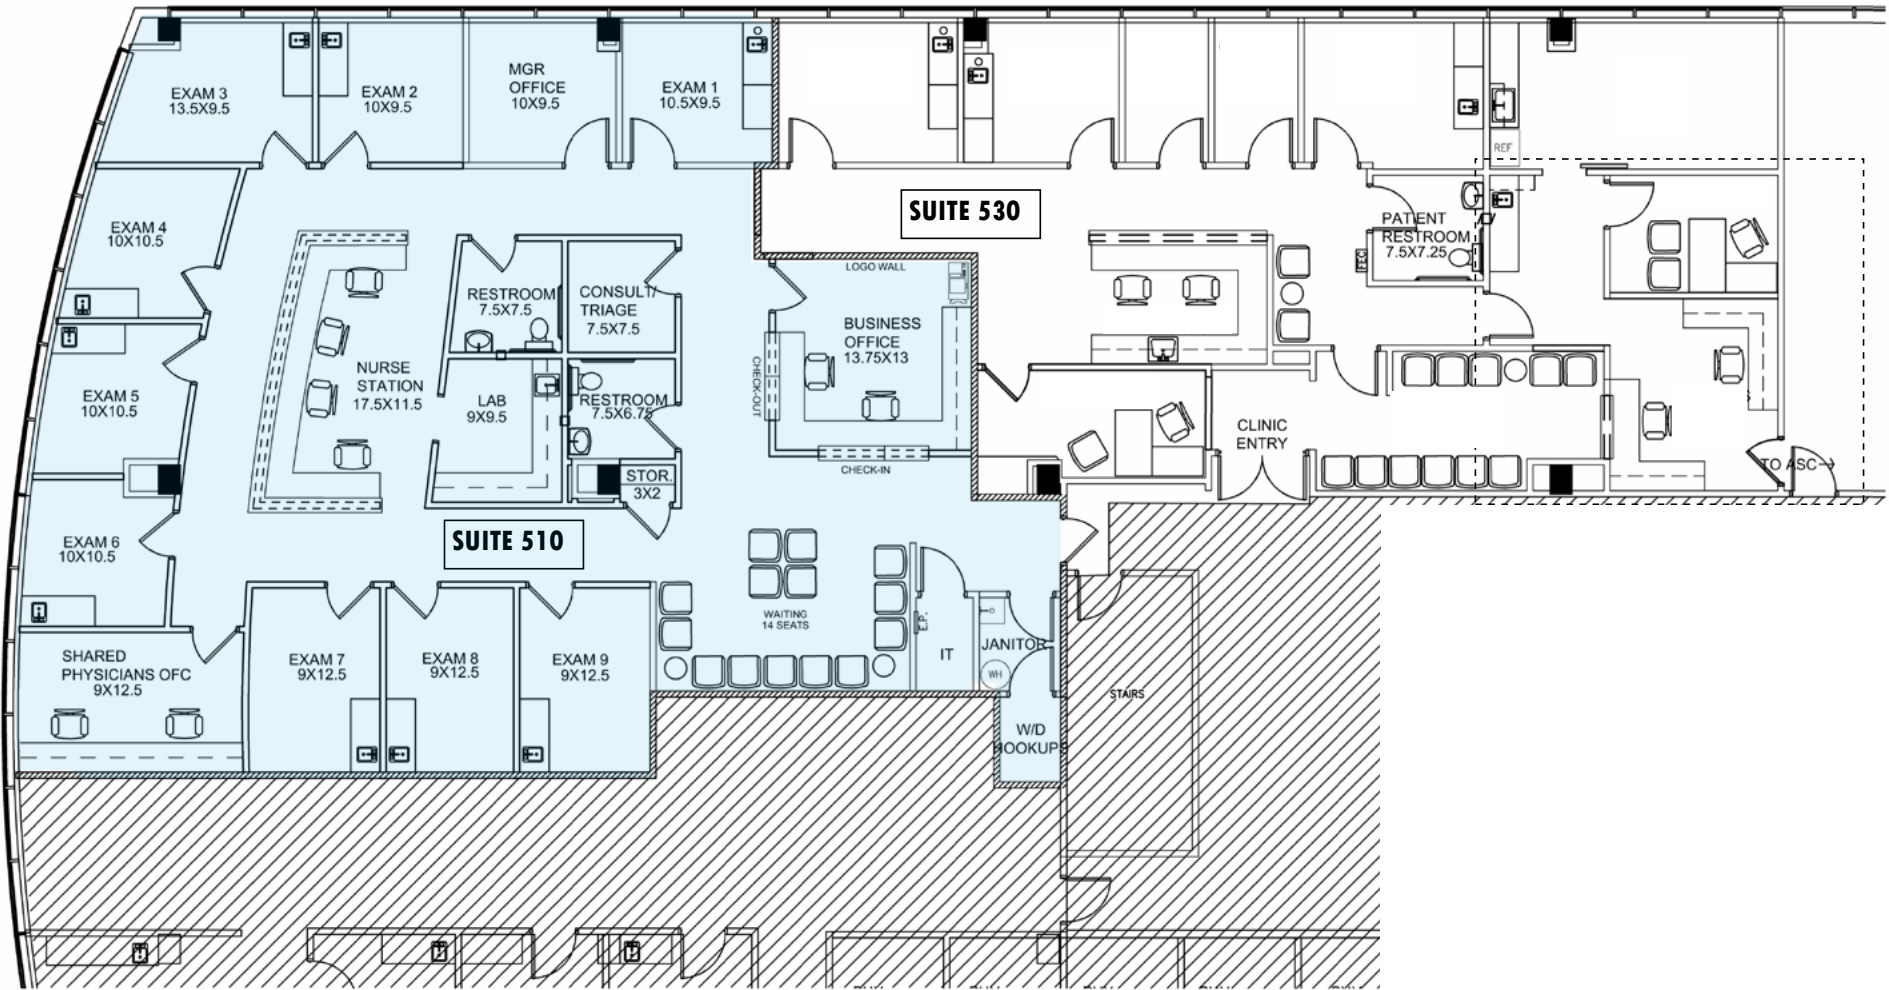 EXAM 3
13.5X9.5
EXAM 2
10X9.5
MGR
OFFICE
10X9.5
EXAM 1
10.5X9.5
REF
EXAM 4
10X10.5
SUITE 530
PATIENT
RESTROOM
7.5X7.25
FEC
RESTROOM
7.5X7.5
CONSULT/
TRIAGE
7.5X7.5
LOGO WALL
BUSINESS
OFFICE
13.75X13
CHECK-OUT
CHECK-IN
NURSE
STATION
17.5X11.5
EXAM 5
10X10.5
LAB
9X9.5
RESTROOM
7.5X6.75
STOR.
3X2
CLINIC
ENTRY
TO ASC
EXAM 6
10X10.5
SUITE 510
WAITING
14 SEATS
E.P.
IT
JANITOR
WH
W/D
HOOKUPS
STAIRS
SHARED
PHYSICIANS OFC
9X12.5
EXAM 7
9X12.5
EXAM 8
9X12.5
EXAM 9
9X12.5